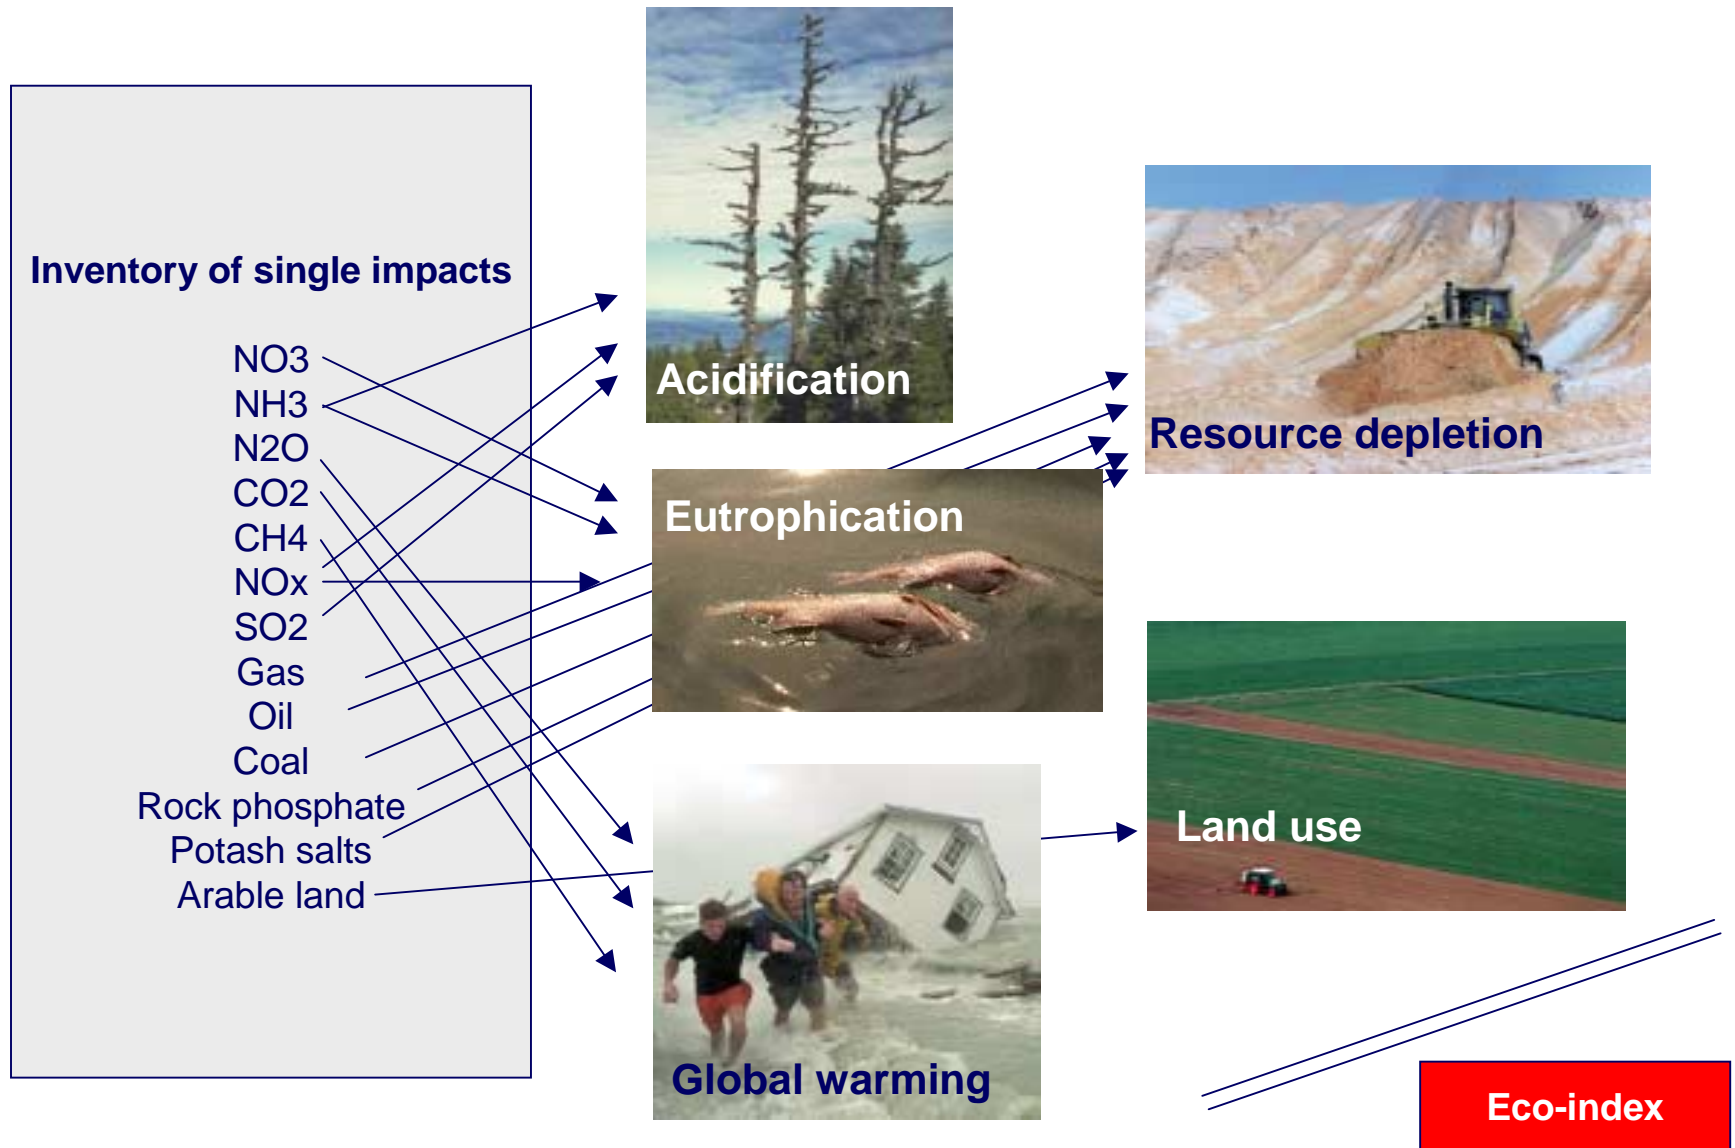 Inventory of single impacts
NO3
NH3
N2O
CO2
CH4
NOx
SO2
Gas
Oil
Coal
Rock phosphate
Potash salts
Arable land
Acidification
Eutrophication
Global warming
Resource depletion
Land use
Eco-index